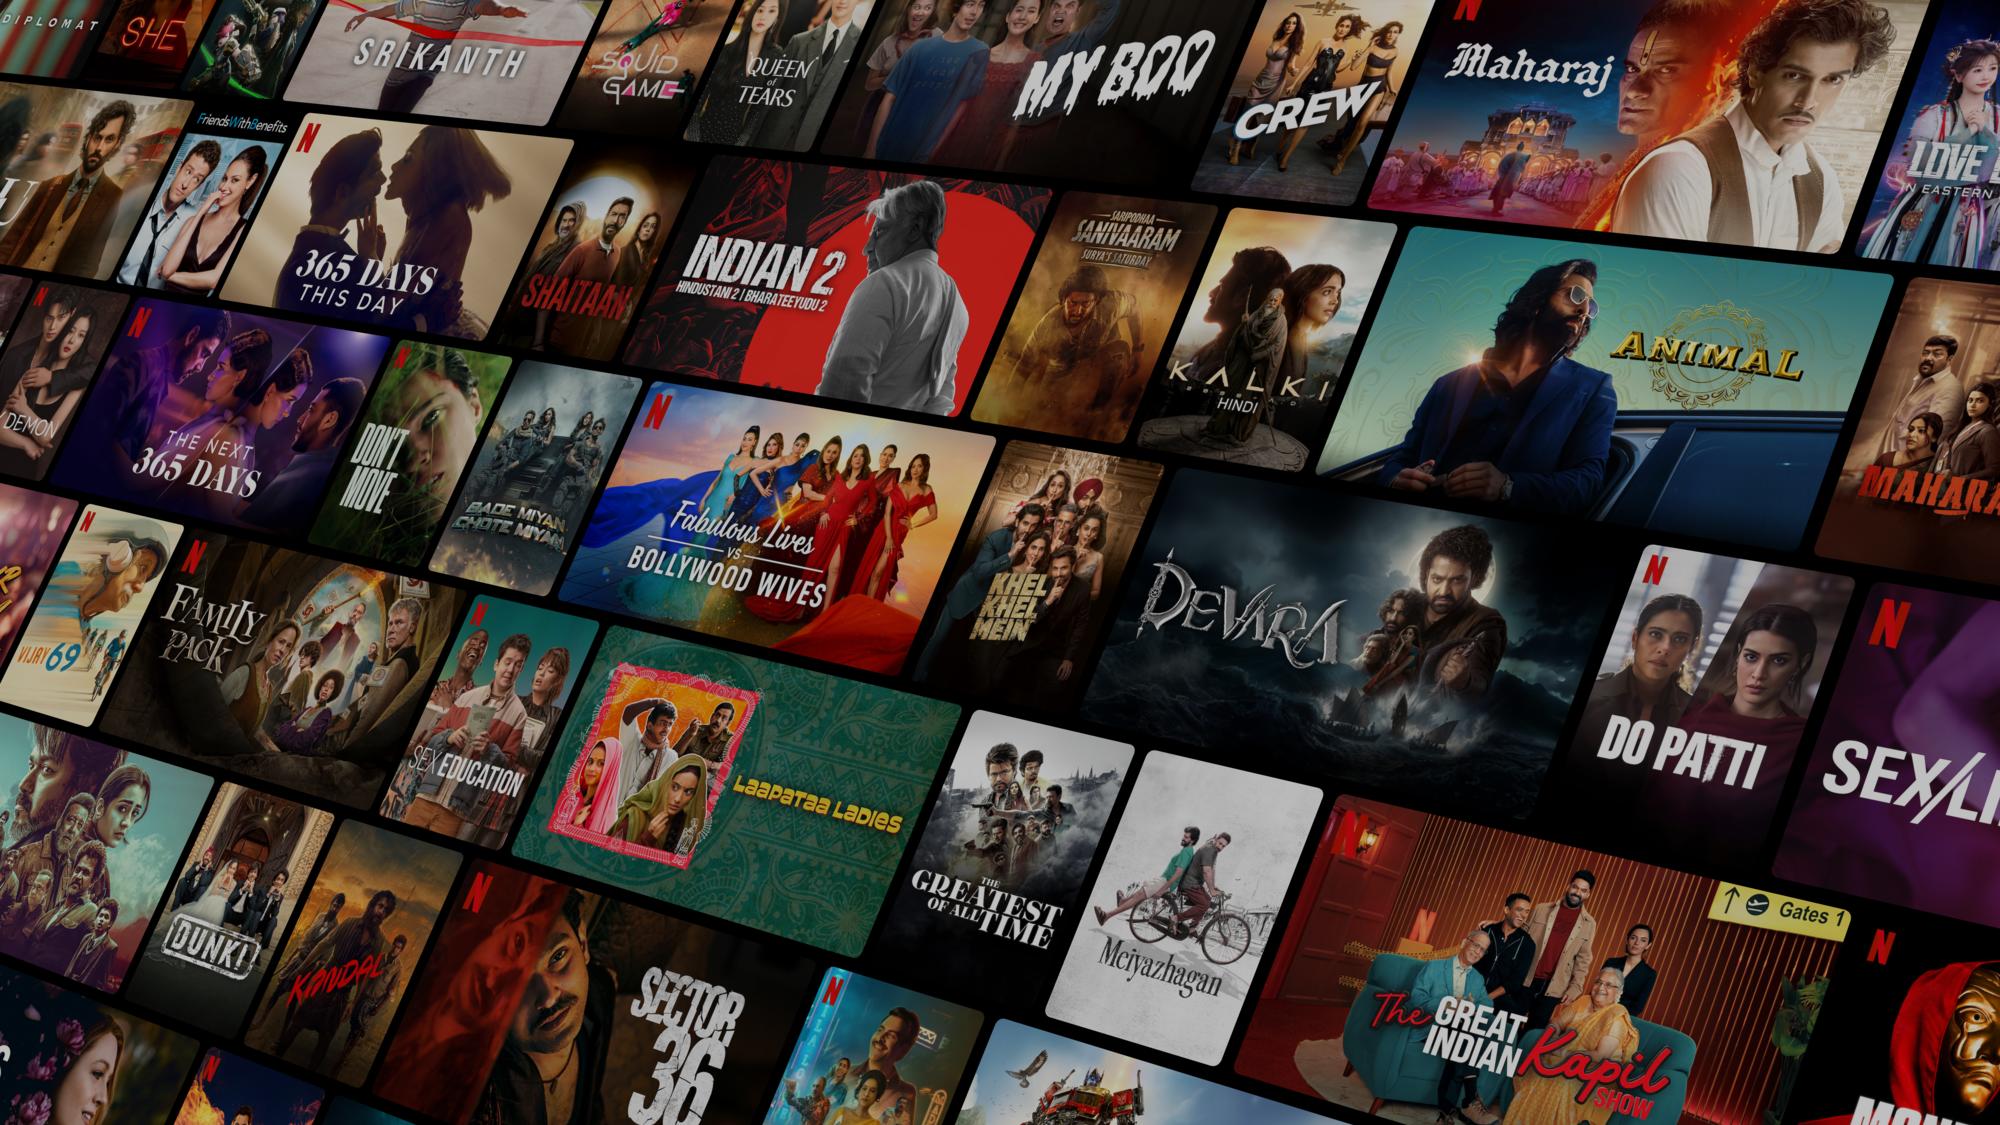 DIPLOMAT
SHE
SRIKANTH
SQUID
GAME
QUEEN
of
TEARS
MY BOO
CREW
N
Maharaj
LOVE
IN EASTERN
U
FriendsWithBenefits
N
365 DAYS
THIS DAY
SHAITAAN
INDIAN 2
HINDUSTANI 2 | BHARATEEYUDU 2
SARIPODHAA
SANIVAARAM
SURYA'S SATURDAY
KALKI
HINDI
ANIMAL
MAHARA
N
DEMON
N
THE NEXT
365 DAYS
N
DON'T
MOVE
BADE MIYAN
CHOTE MIYAN
N
Fabulous Lives
VS
BOLLYWOOD WIVES
KHEL
KHEL
MEIN
DEVARA
N
DO PATTI
N
SEX/LI
N
VIJAY 69
N
FAMILY
PACK
N
SEX EDUCATION
LAAPATAA LADIES
THE
GREATEST
OF ALL TIME
Meiyazhagan
N
Gates 1
The GREAT
INDIAN Kapil
SHOW
DUNKI
KANDAL
N
SECTOR
36
N
N
N
MON